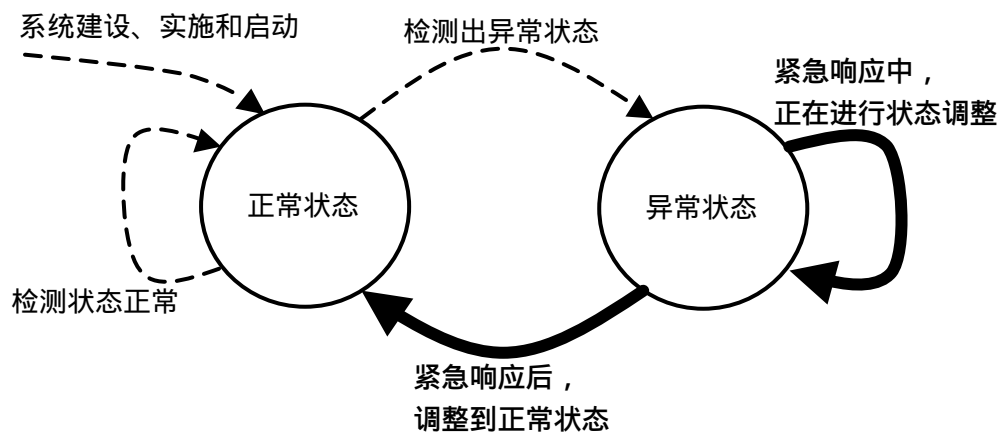 系统建设、实施和启动
检测出异常状态
紧急响应中，
正在进行状态调整
正常状态
异常状态
检测状态正常
紧急响应后，
调整到正常状态